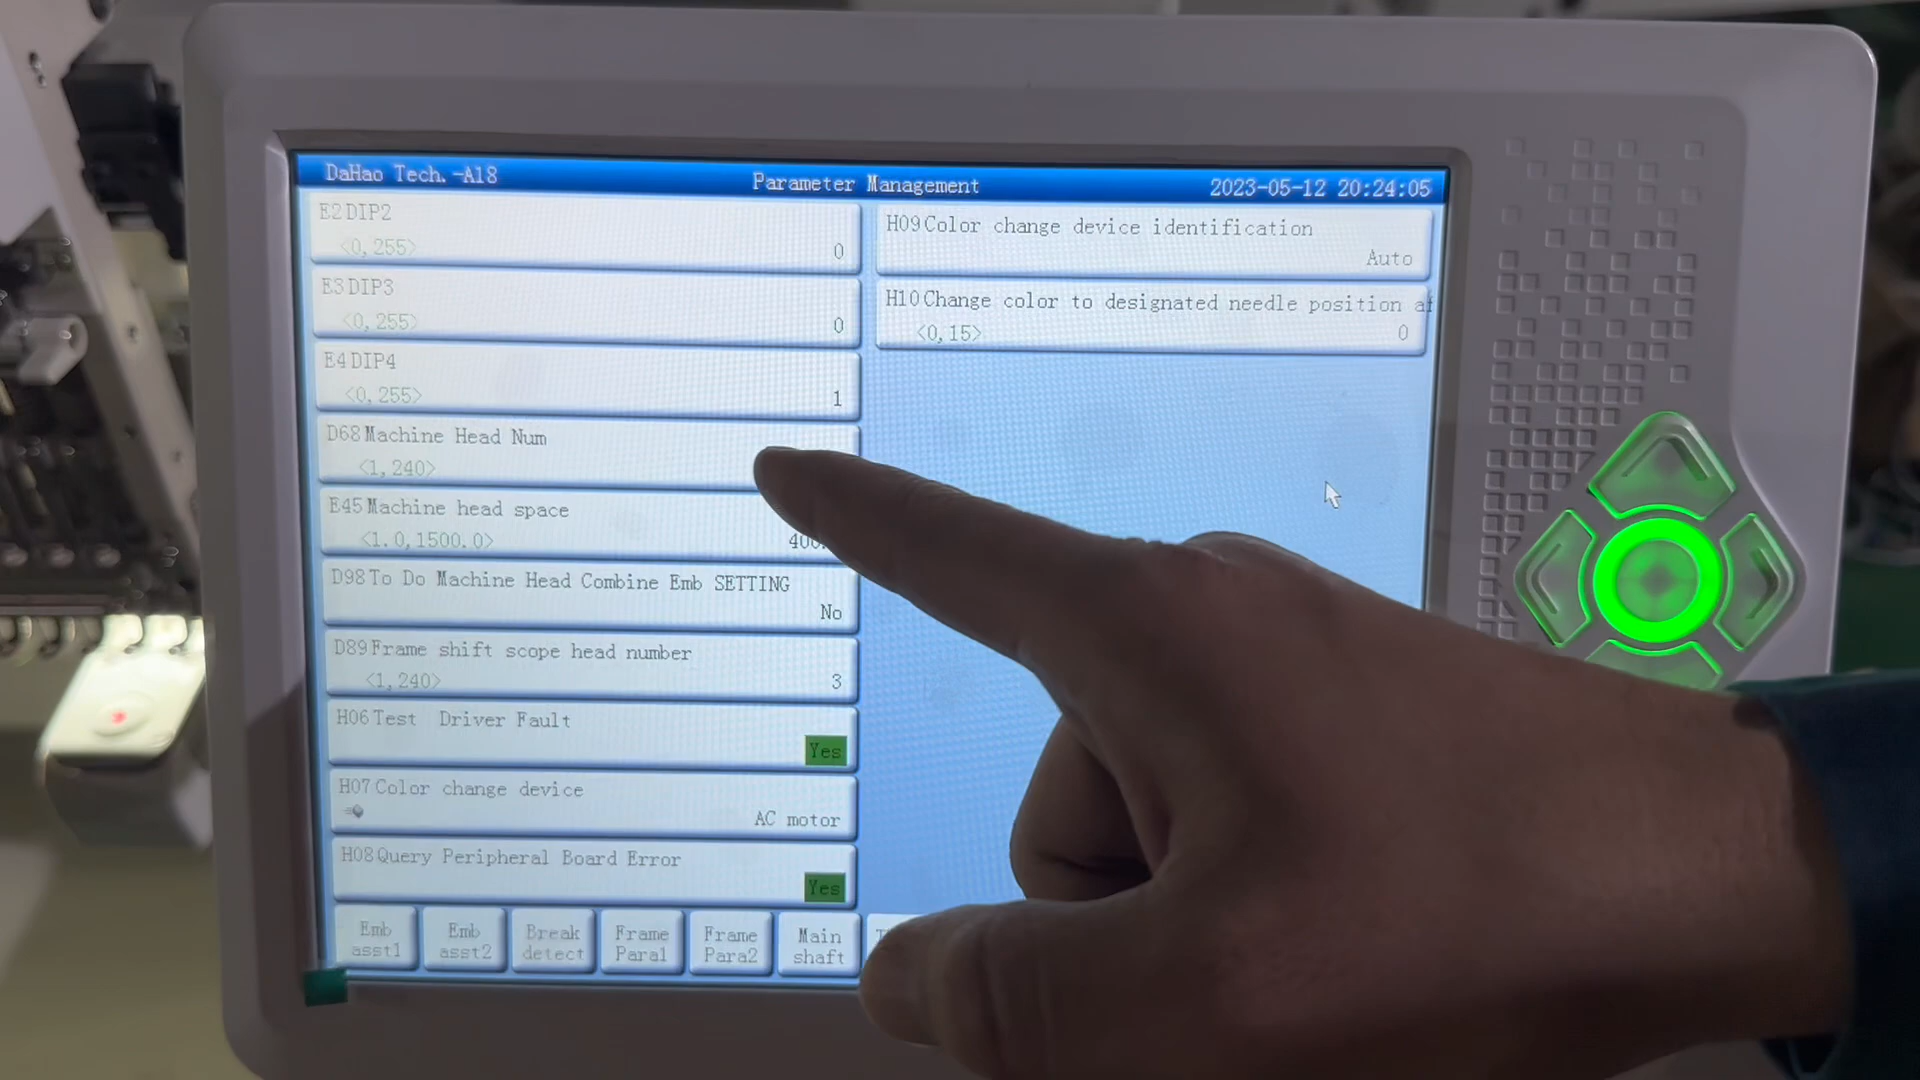 DaHao Tech.-A18
Parameter Management
2023-05-12 20:24:05
E2 DIP2
<0,255>
0
E3 DIP3
<0,255>
0
E4 DIP4
<0,255>
1
D68 Machine Head Num
<1,240>
E45 Machine head space
<1.0,1500.0>
400.
D98 To Do Machine Head Combine Emb SETTING
No
D89 Frame shift scope head number
<1,240>
3
H06 Test Driver Fault
Yes
H07 Color change device
AC motor
H08 Query Peripheral Board Error
Yes
H09 Color change device identification
Auto
H10 Change color to designated needle position af
<0,15>
0
Emb asst1
Emb asst2
Break detect
Frame Para1
Frame Para2
Main shaft